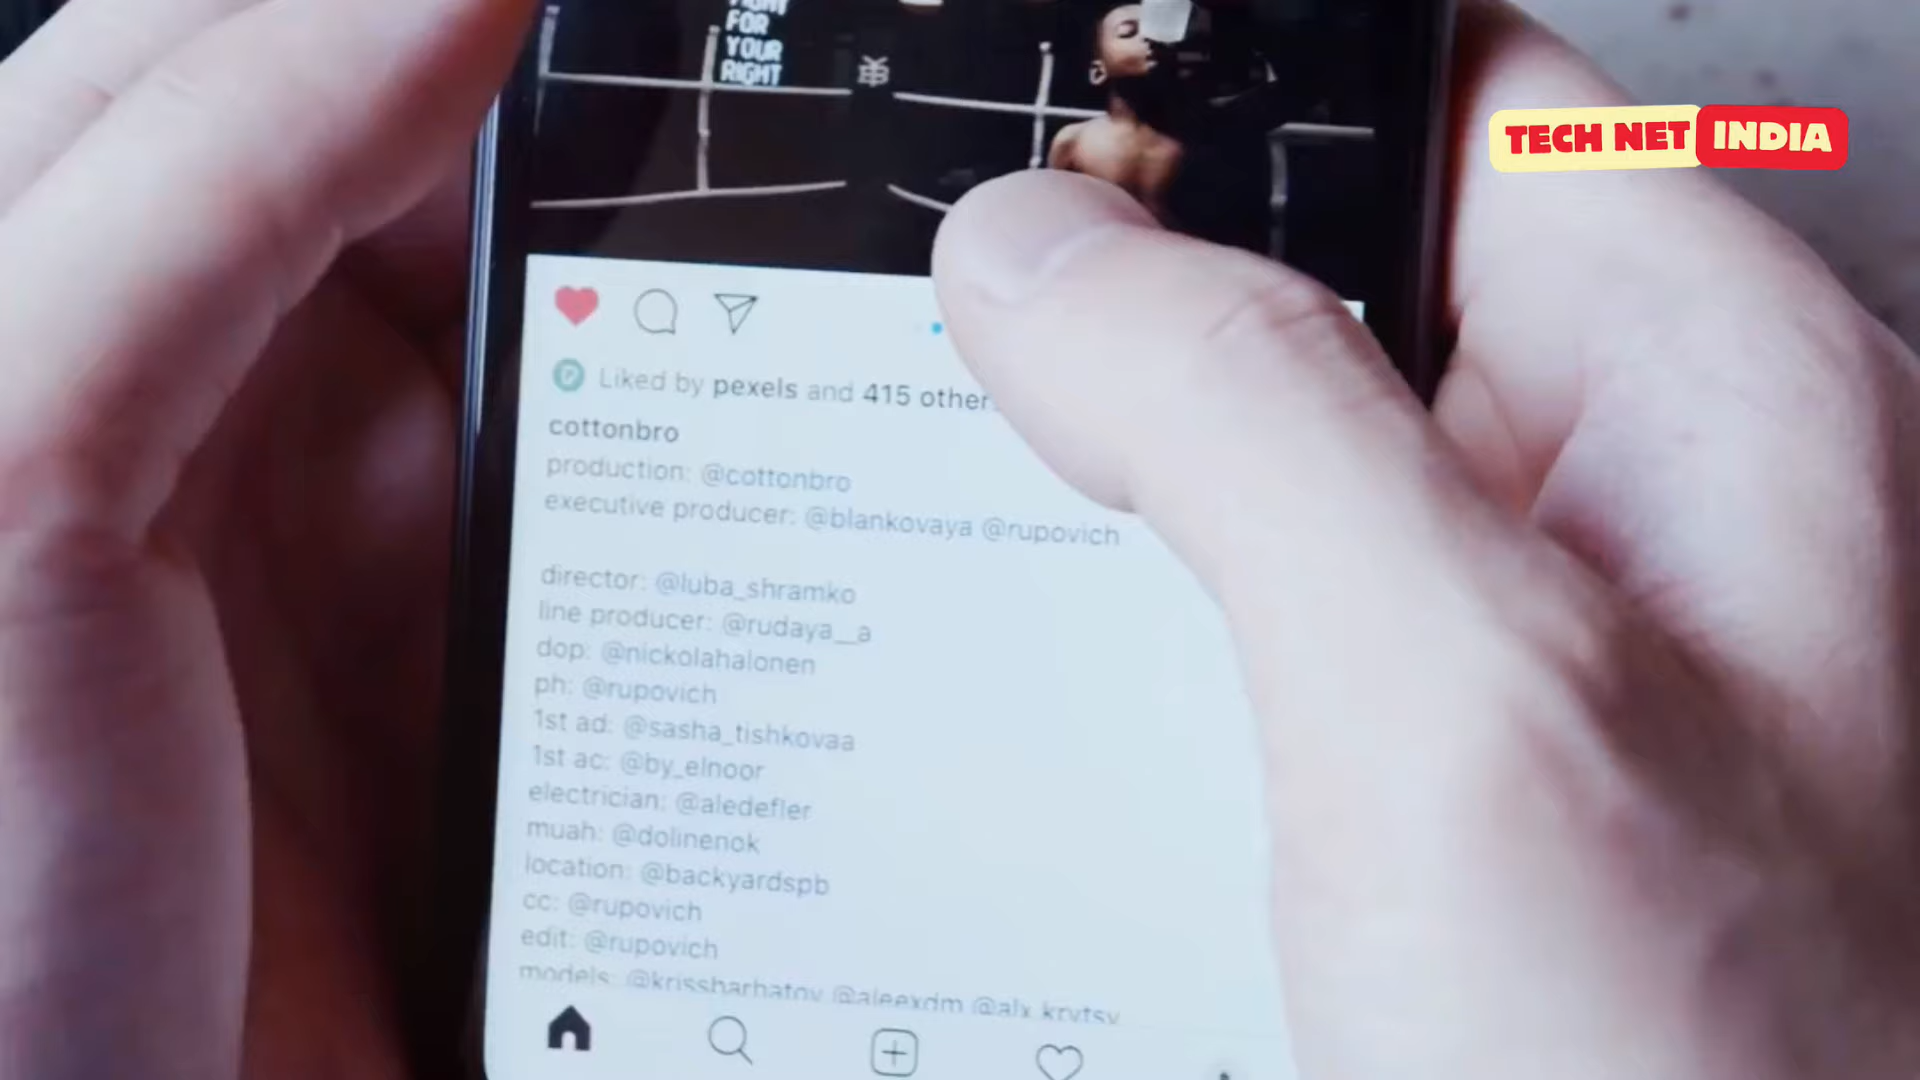 FOR
YOUR
RIGHT
TECH NET INDIA
Liked by pexels and 415 other
cottonbro
production: @cottonbro
executive producer: @blankovaya @rupovich
director: @luba_shramko
line producer: @rudaya__a
dop: @nickolahalonen
ph: @rupovich
1st ad: @sasha_tishkovaa
1st ac: @by_elnoor
electrician: @aledefler
muah: @dolinenok
location: @backyardspb
cc: @rupovich
edit: @rupovich
models: @aleexdm